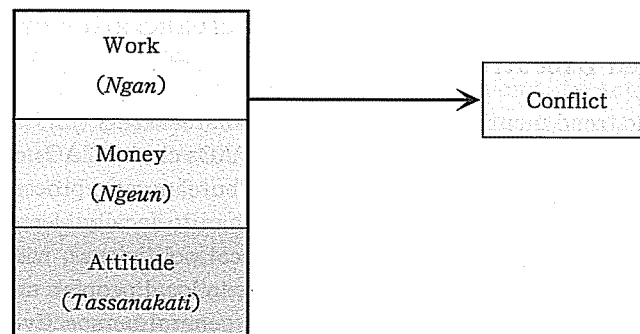 Work
(Ngan)
Conflict
Money
(Ngeun)
Attitude
(Tassanakati)